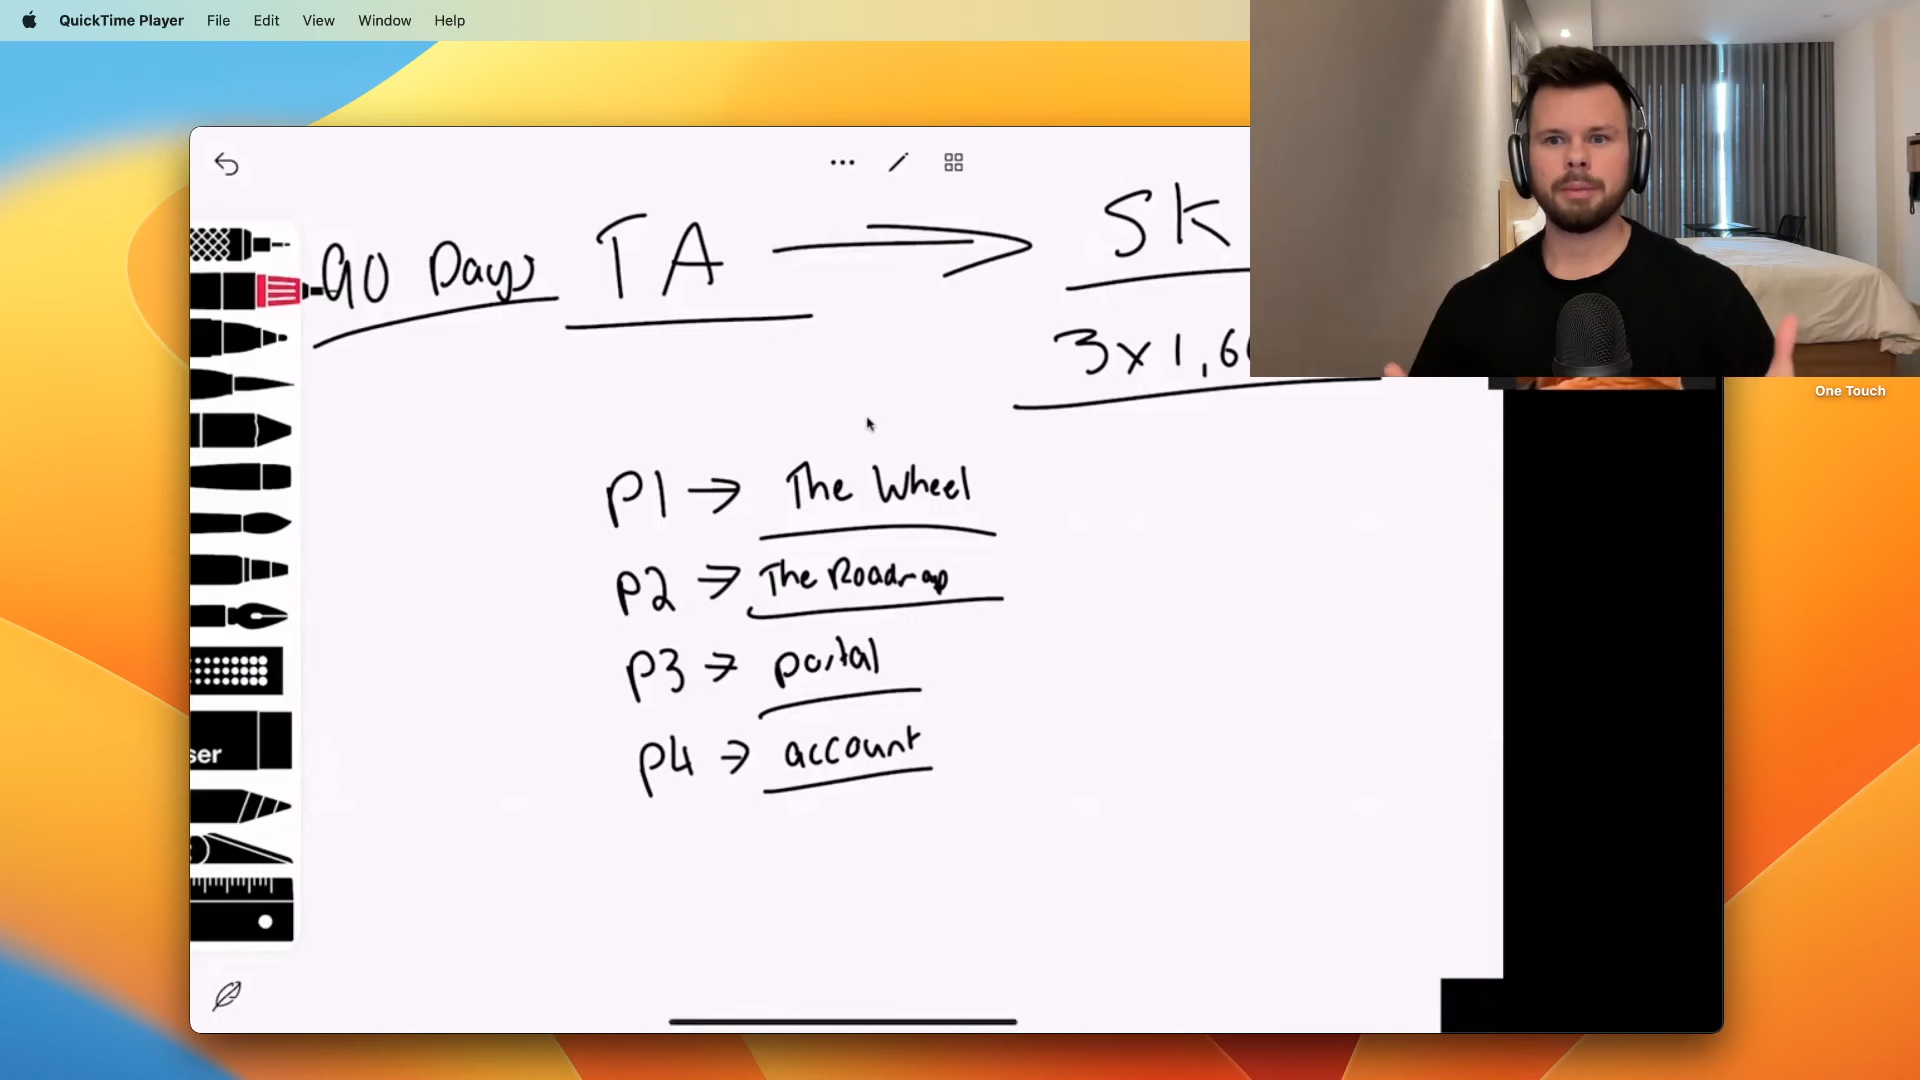 QuickTime Player File Edit View Window Help
90 Days TA → SK
3x1,6
One Touch
P1 → The Wheel
P2 → The Roadmap
P3 → portal
P4 → account
ser